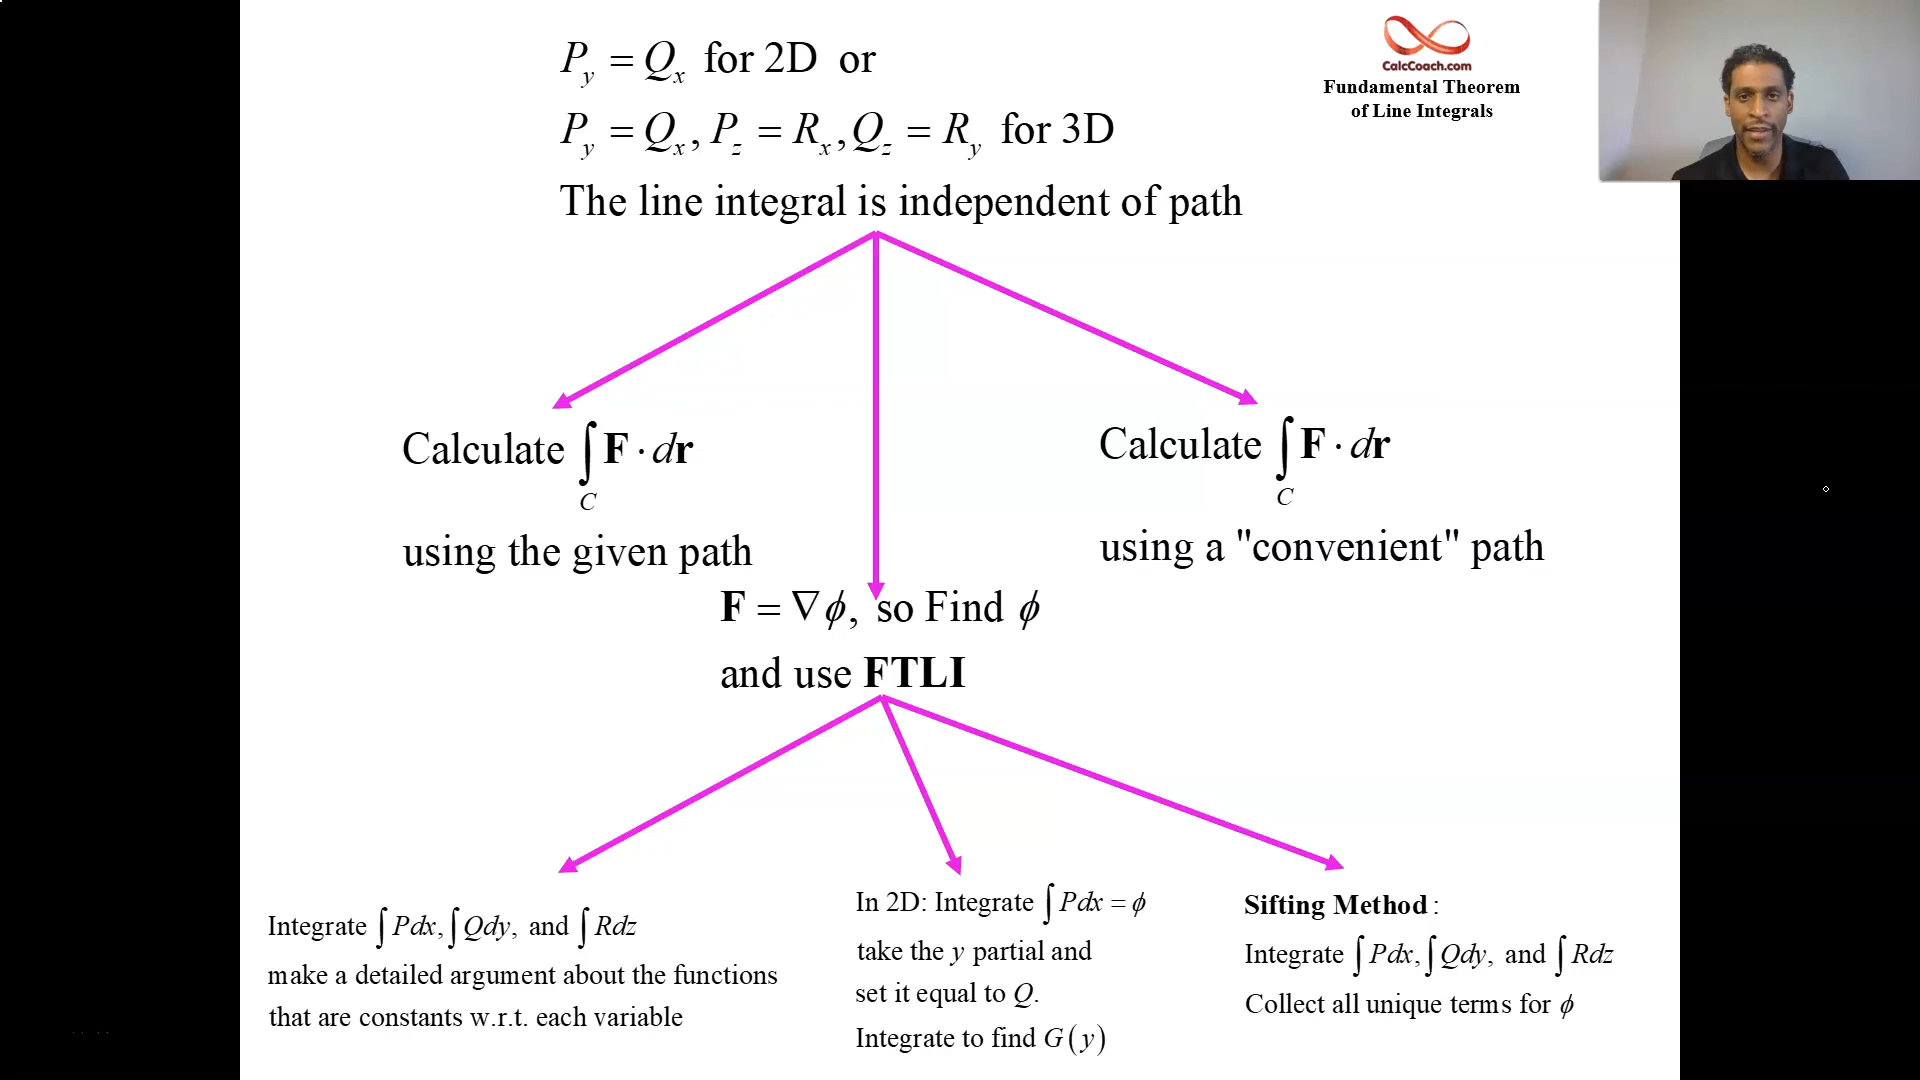 P_y = Q_x for 2D or
P_y = Q_x, P_z = R_x, Q_z = R_y for 3D
The line integral is independent of path
CalcCoach.com
Fundamental Theorem
of Line Integrals
Calculate ∫_C F · dr
using the given path
Calculate ∫_C F · dr
using a "convenient" path
F = ∇ϕ, so Find ϕ
and use FTLI
Integrate ∫Pdx, ∫Qdy, and ∫Rdz
make a detailed argument about the functions
that are constants w.r.t. each variable
In 2D: Integrate ∫Pdx = ϕ
take the y partial and
set it equal to Q.
Integrate to find G(y)
Sifting Method:
Integrate ∫Pdx, ∫Qdy, and ∫Rdz
Collect all unique terms for ϕ